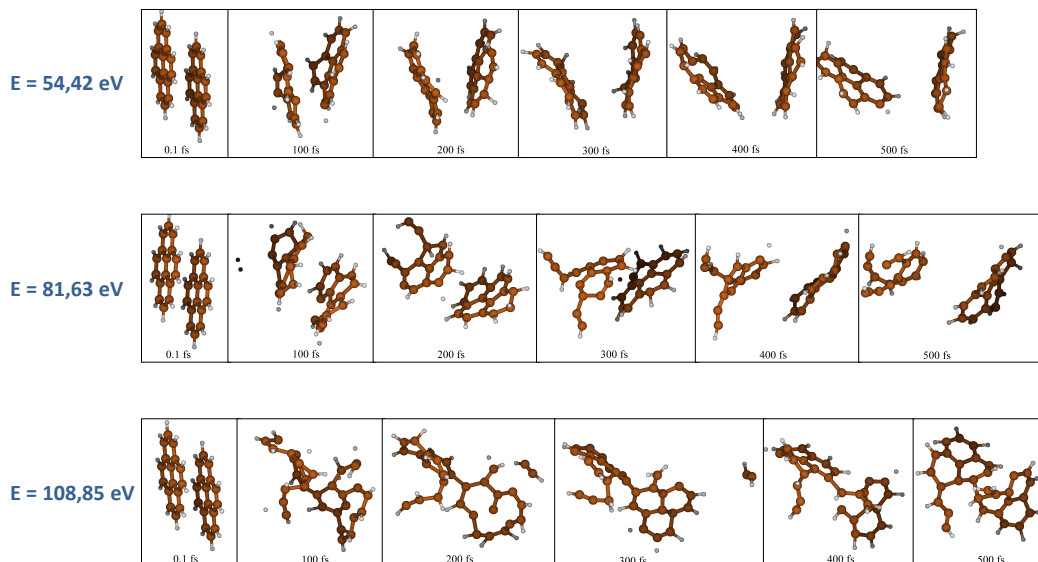 E = 54,42 eV
0.1 fs
100 fs
200 fs
300 fs
400 fs
500 fs
E = 81,63 eV
0.1 fs
100 fs
200 fs
300 fs
400 fs
500 fs
E = 108,85 eV
0.1 fs
100 fs
200 fs
300 fs
400 fs
500 fs